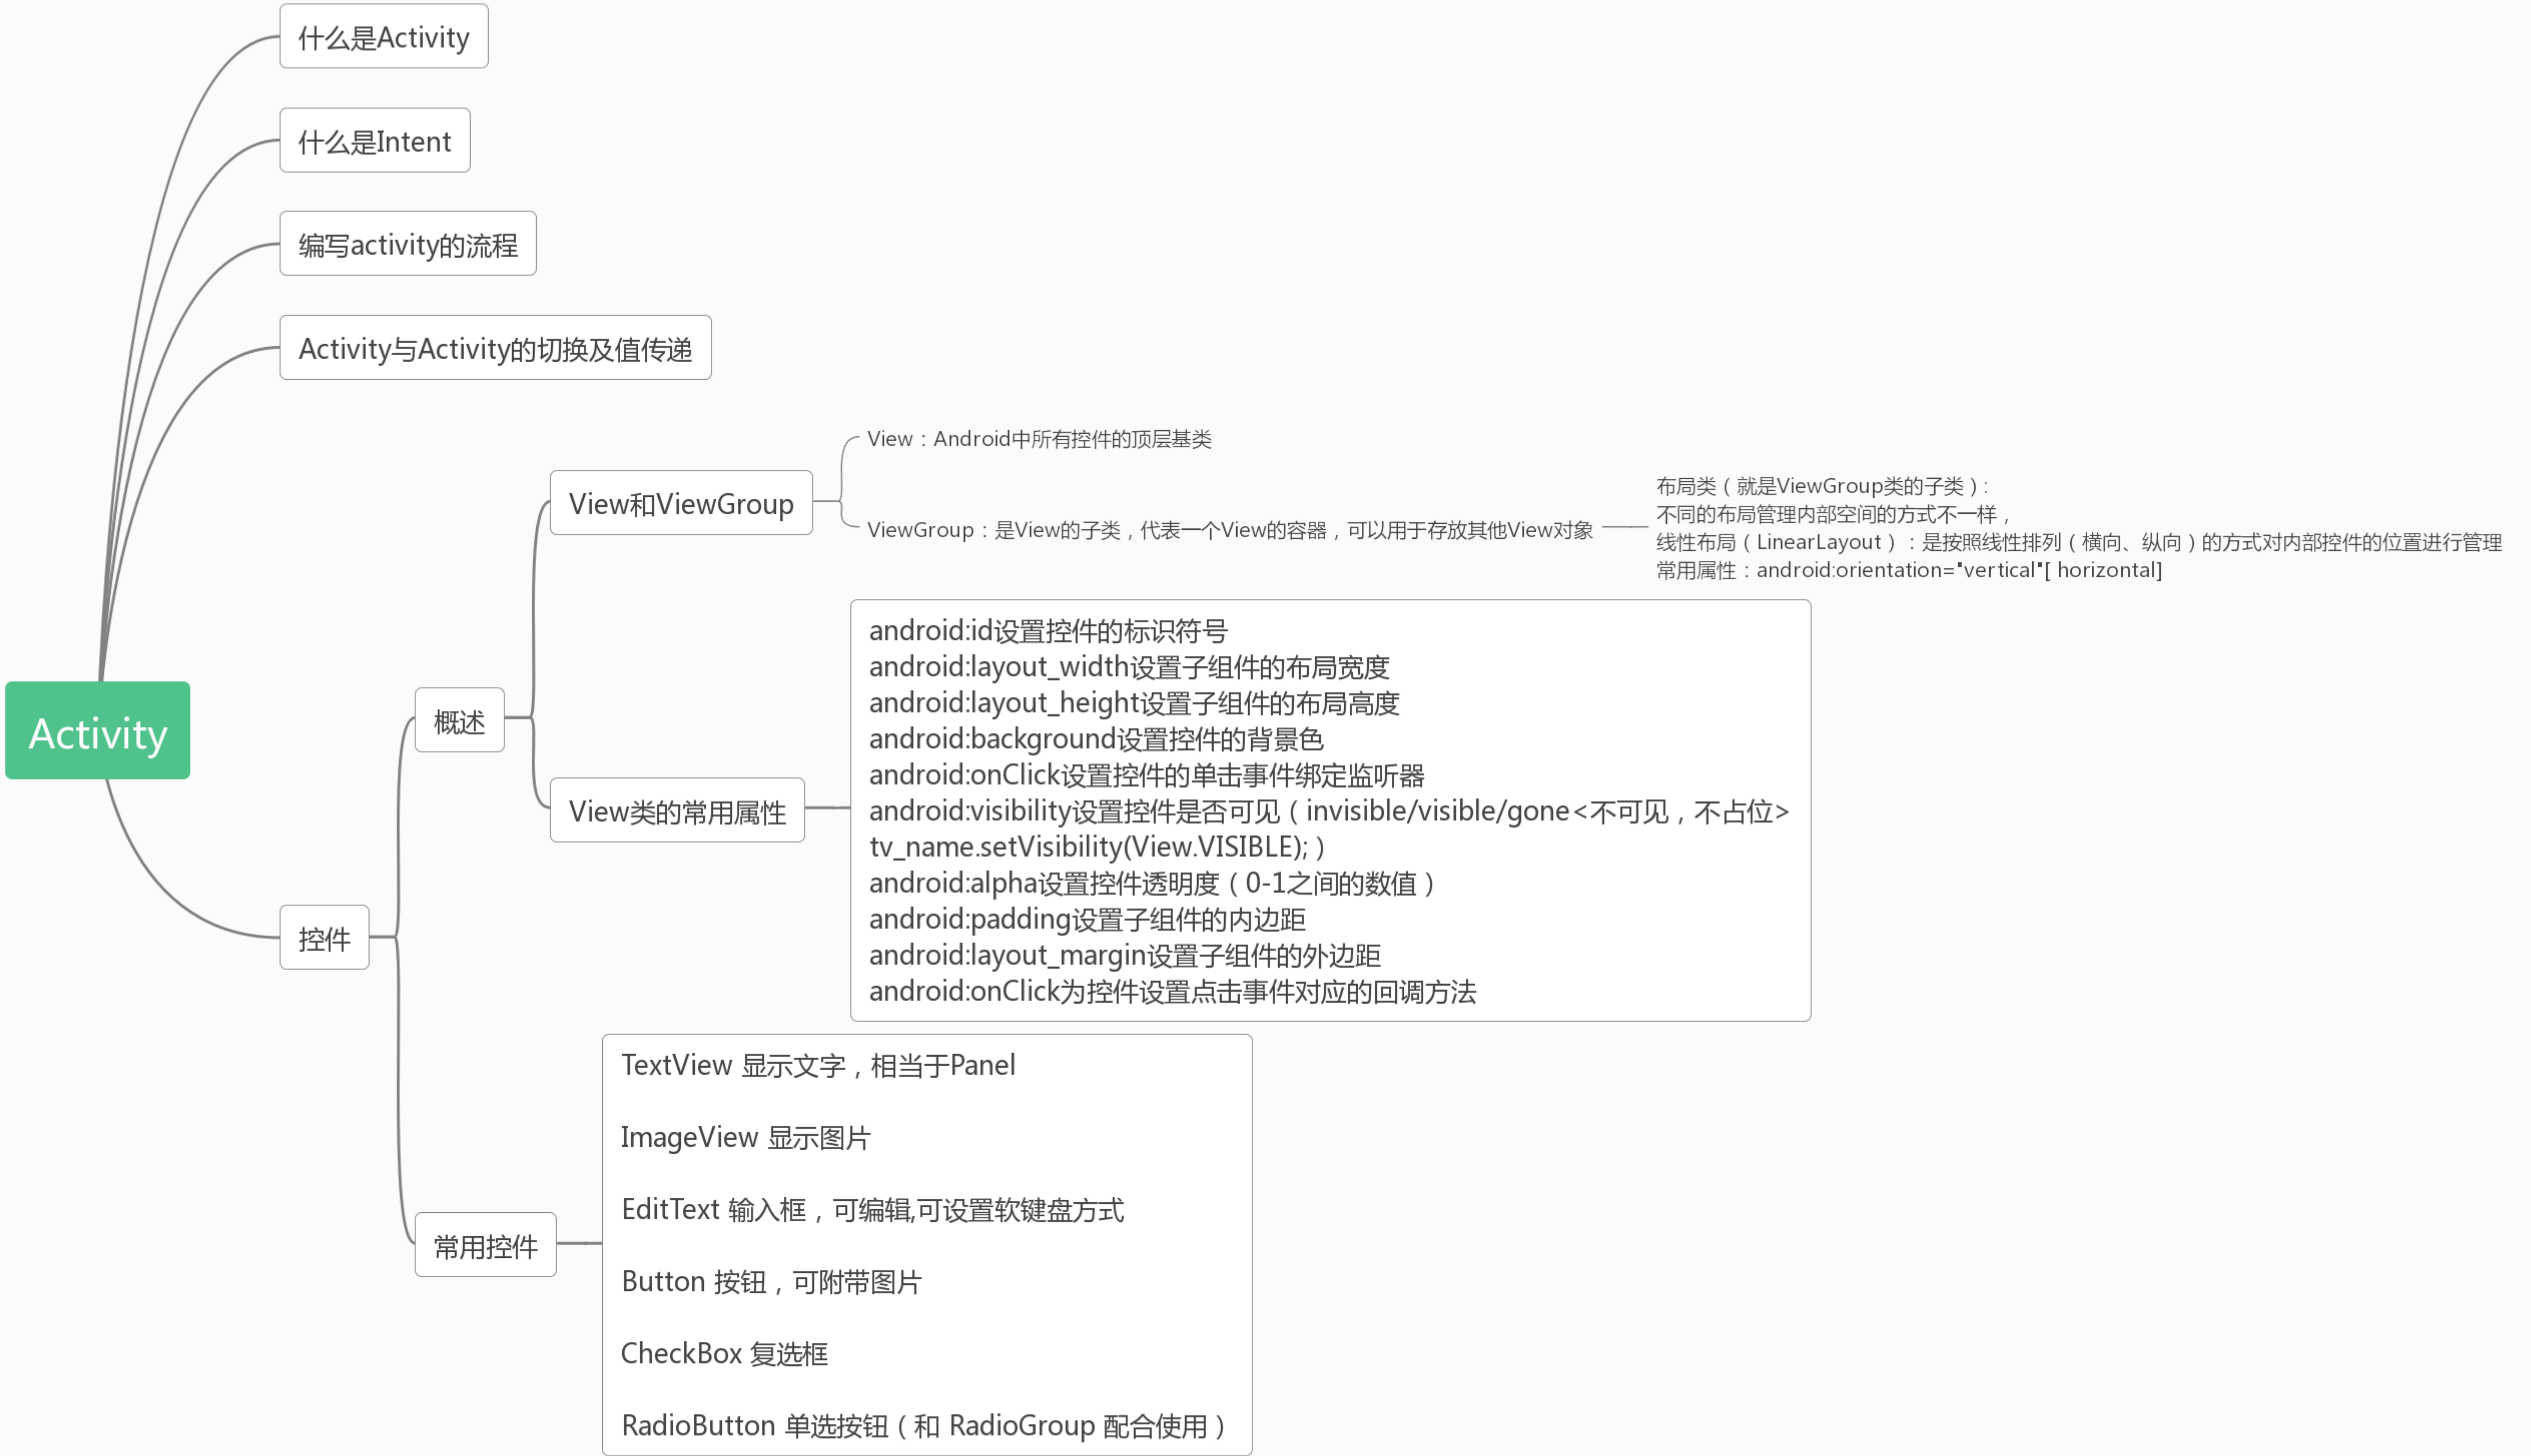 什么是Activity
什么是Intent
编写activity的流程
Activity与Activity的切换及值传递
View：Android中所有控件的顶层基类
View和ViewGroup
ViewGroup：是View的子类，代表一个View的容器，可以用于存放其他View对象
布局类（就是ViewGroup类的子类）:
不同的布局管理内部空间的方式不一样，
线性布局（LinearLayout）：是按照线性排列（横向、纵向）的方式对内部控件的位置进行管理
常用属性：android:orientation="vertical"[ horizontal]
Activity
概述
View类的常用属性
android:id设置控件的标识符号
android:layout_width设置子组件的布局宽度
android:layout_height设置子组件的布局高度
android:background设置控件的背景色
android:onClick设置控件的单击事件绑定监听器
android:visibility设置控件是否可见（invisible/visible/gone<不可见，不占位>
tv_name.setVisibility(View.VISIBLE);）
android:alpha设置控件透明度（0-1之间的数值）
android:padding设置子组件的内边距
android:layout_margin设置子组件的外边距
android:onClick为控件设置点击事件对应的回调方法
控件
常用控件
TextView 显示文字，相当于Panel
ImageView 显示图片
EditText 输入框，可编辑,可设置软键盘方式
Button 按钮，可附带图片
CheckBox 复选框
RadioButton 单选按钮（和 RadioGroup 配合使用）